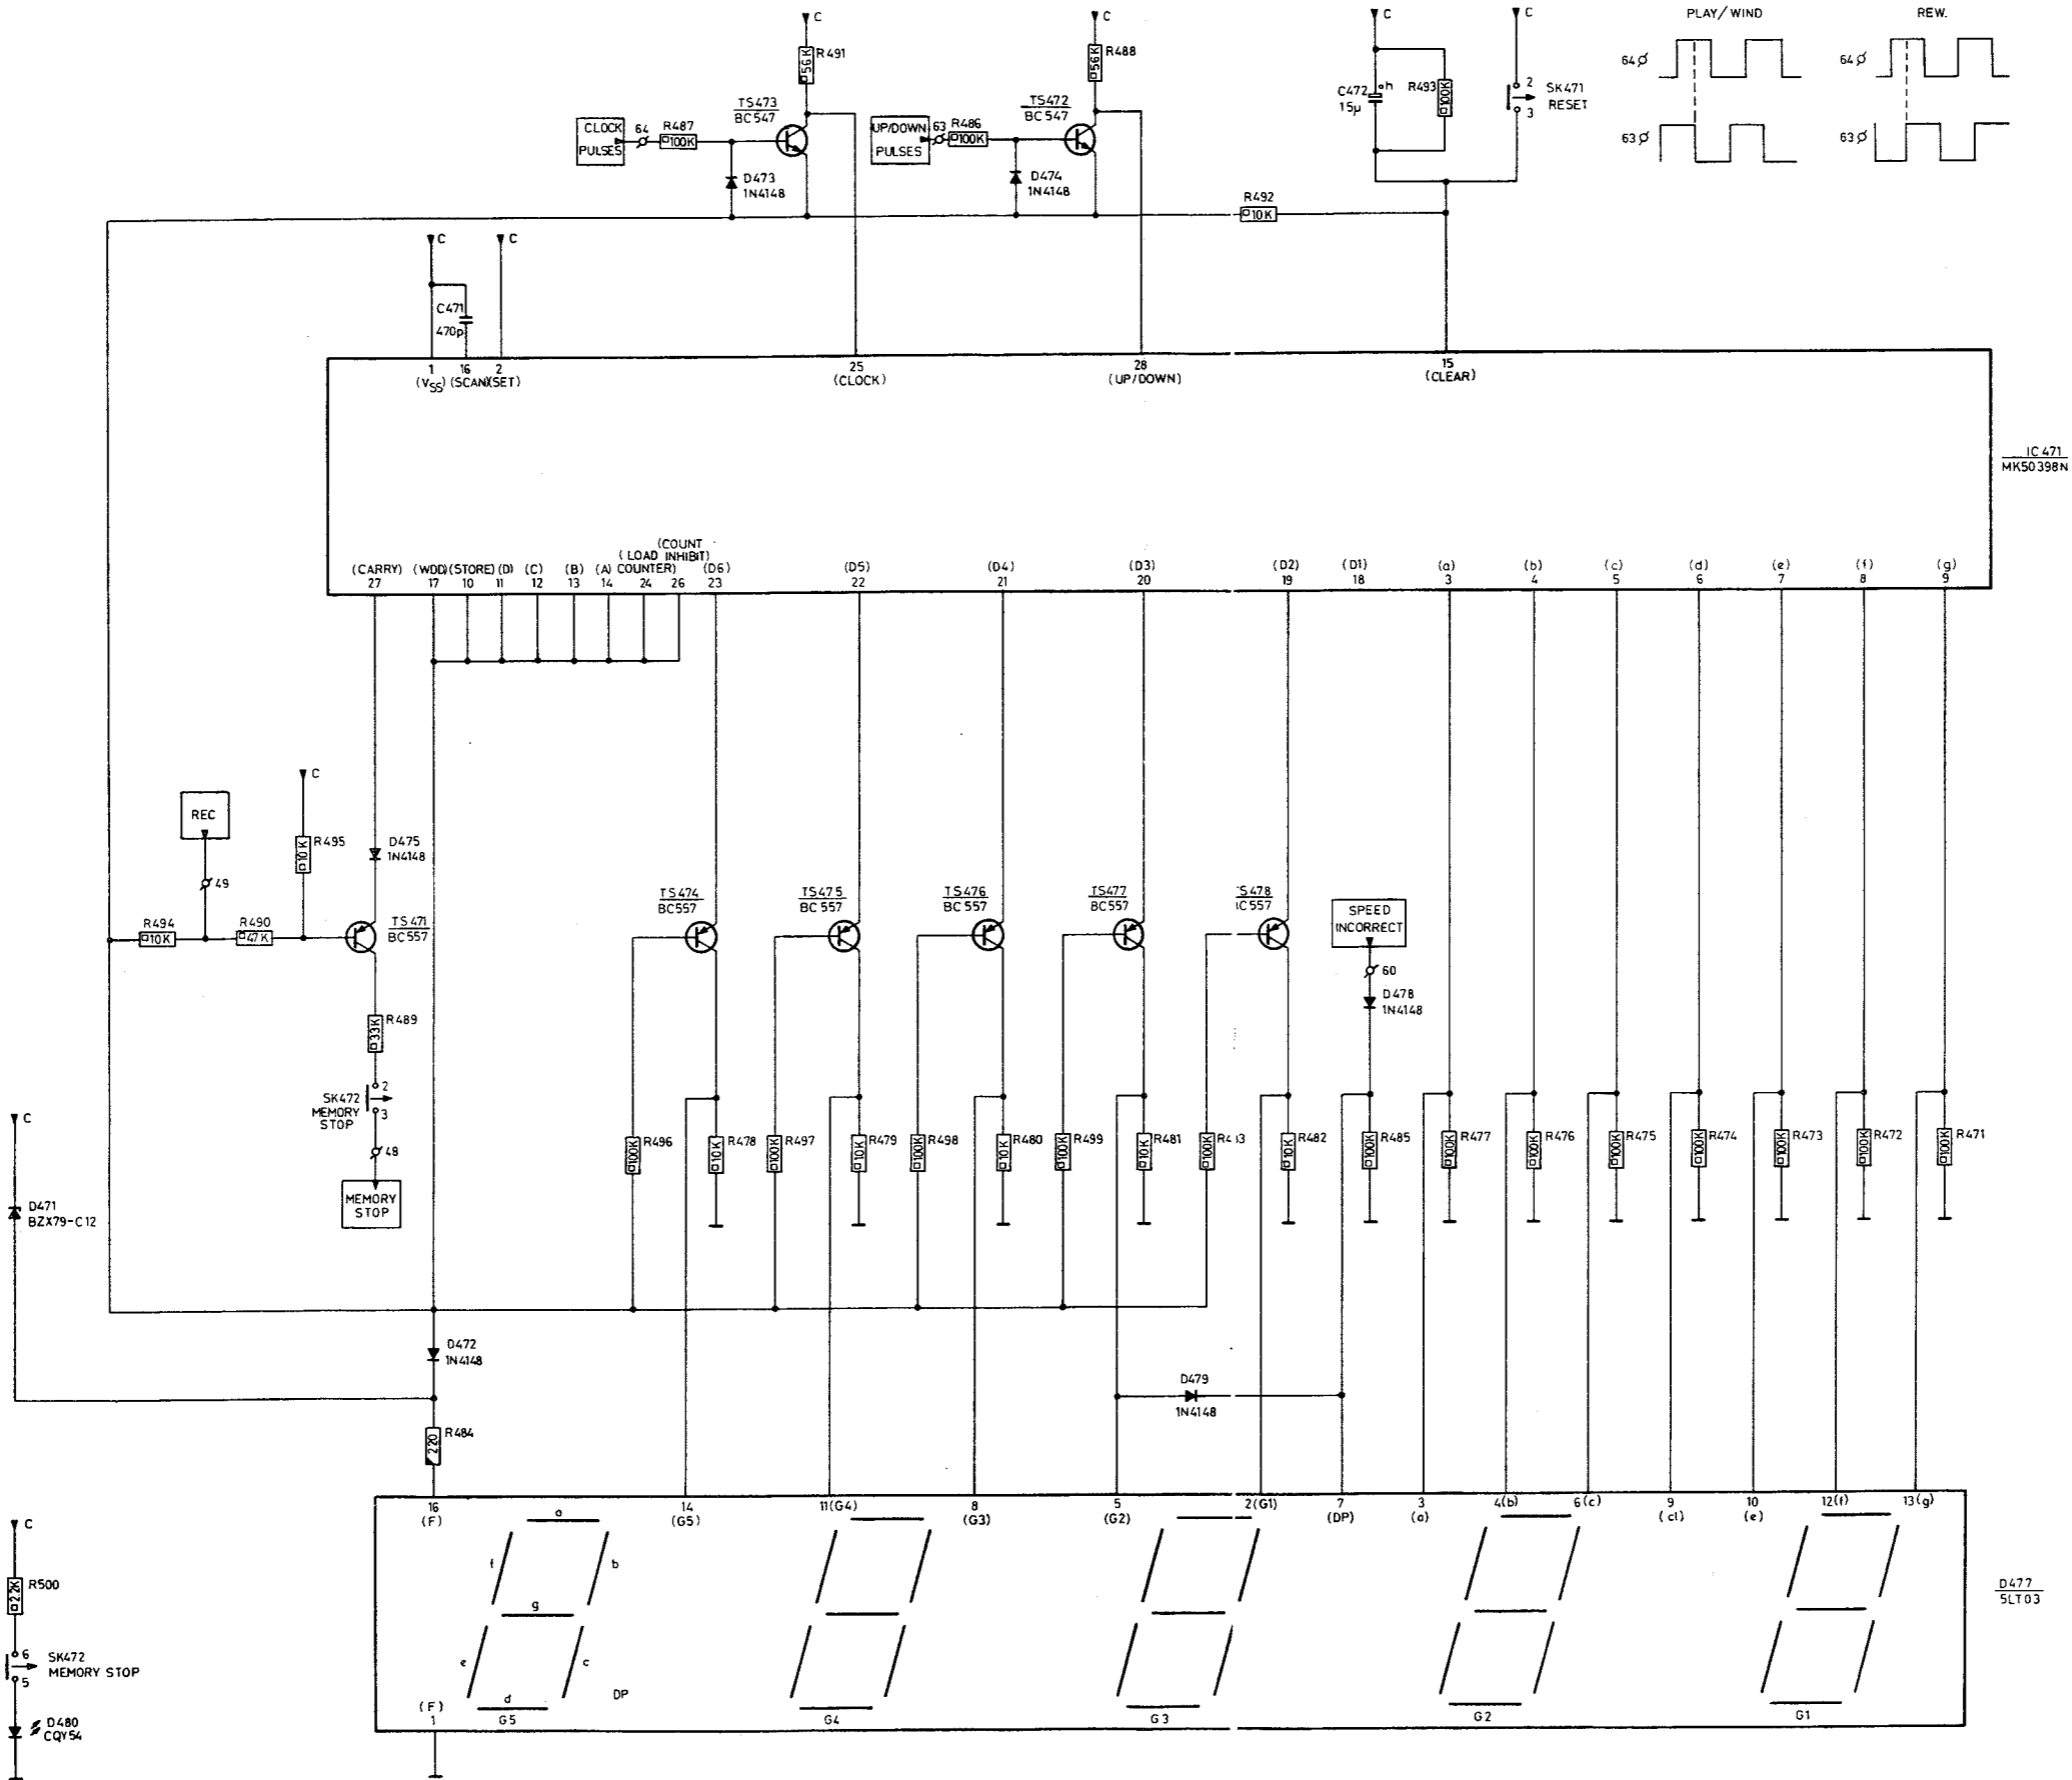 C
C
C
C
PLAY/WIND
REW.
R491
56K
R488
56K
C472
15µ
h
R493
100K
2
3
SK471
RESET
64
63
64
63
TS473
BC547
TS472
BC547
CLOCK
PULSES
64
R487
100K
UP/DOWN
PULSES
63
R486
100K
D473
1N4148
D474
1N4148
R492
10K
C
C
C471
470p
1
16
2
25
28
15
(VSS) (SCAN)(SET)
(CLOCK)
(UP/DOWN)
(CLEAR)
IC471
MK50398N
(COUNT
(LOAD INHIBIT)
(CARRY) (WDD)(STORE)(D) (C) (B) (A) COUNTER) (D6) (D5) (D4) (D3) (D2) (D1) (a) (b) (c) (d) (e) (f) (g)
27 17 10 11 12 13 14 24 26 23 22 21 20 19 18 3 4 5 6 7 8 9
C
REC
49
R495
10K
D475
1N4148
R494
10K
R490
47K
TS471
BC557
TS474
BC557
TS475
BC557
TS476
BC557
TS477
BC557
S478
C557
SPEED
INCORRECT
60
D478
1N4148
R489
33K
SK472
MEMORY
STOP
2
3
48
MEMORY
STOP
C
D471
BZX79-C12
R496
100K
R478
10K
R497
100K
R479
10K
R498
100K
R480
10K
R499
100K
R481
10K
100K
R482
10K
R485
100K
R477
100K
R476
100K
R475
100K
R474
100K
R473
100K
R472
100K
R471
100K
D472
1N4148
D479
1N4148
R484
220
16 14 11(G4) 8 5 2(G1) 7 3 4(b) 6(c) 9 10 12(f) 13(g)
(F) (G5) (G3) (G2) (DP) (a) (cl) (e)
a
f
b
g
e
c
d
DP
(F)
1
G5
G4
G3
G2
G1
D477
5LT03
C
R500
2,2K
6
5
SK472
MEMORY STOP
D480
CQY54